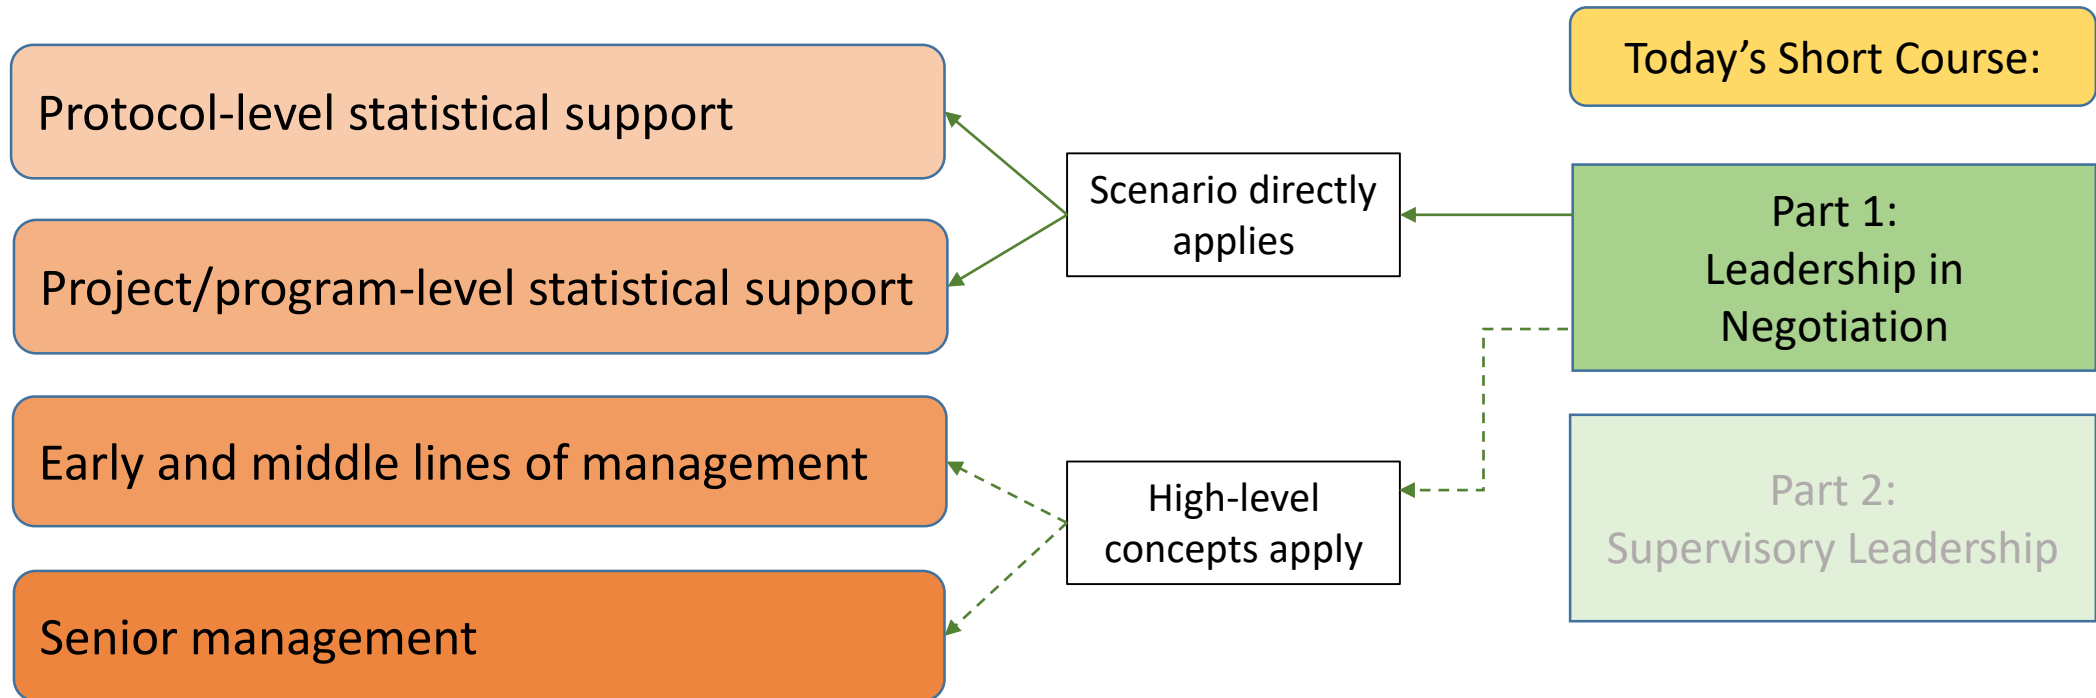 Protocol-level statistical support
Project/program-level statistical support
Early and middle lines of management
Senior management
Scenario directly
applies
High-level
concepts apply
Today’s Short Course:
Part 1:
Leadership in
Negotiation
Part 2:
Supervisory Leadership